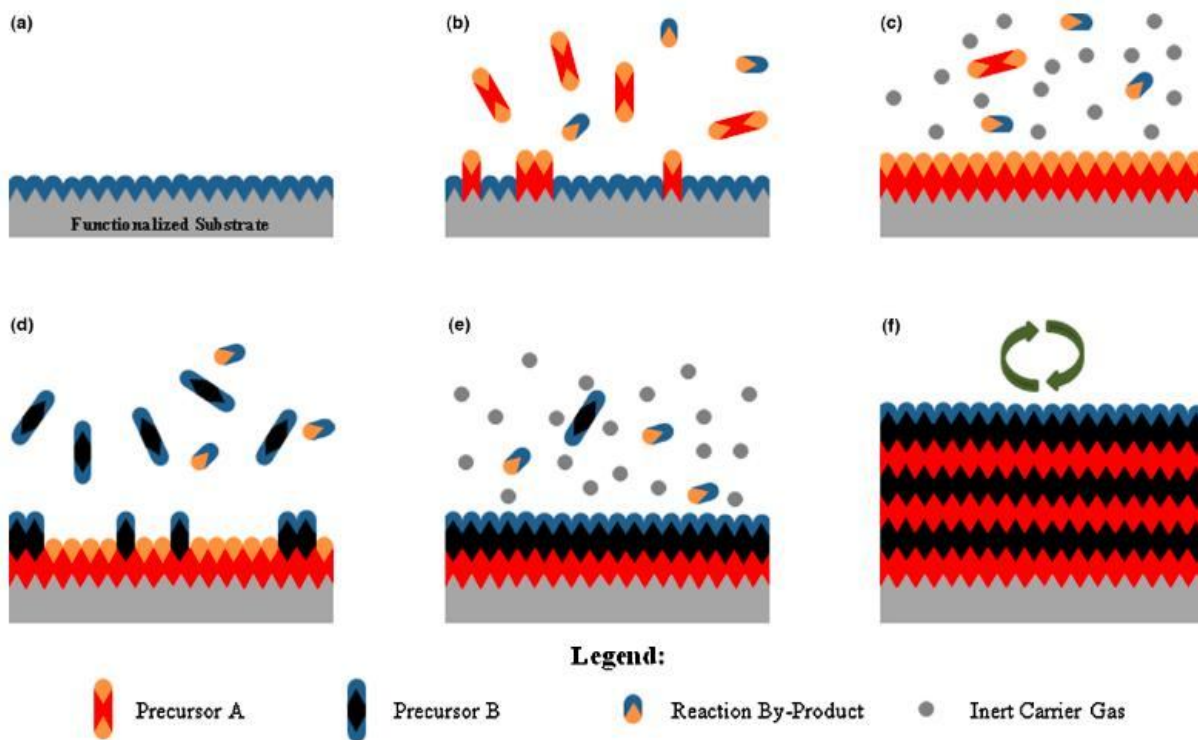 (a)
(b)
(c)
Functionalized Substrate
(d)
(e)
(f)
Legend:
Precursor A
Precursor B
Reaction By-Product
Inert Carrier Gas